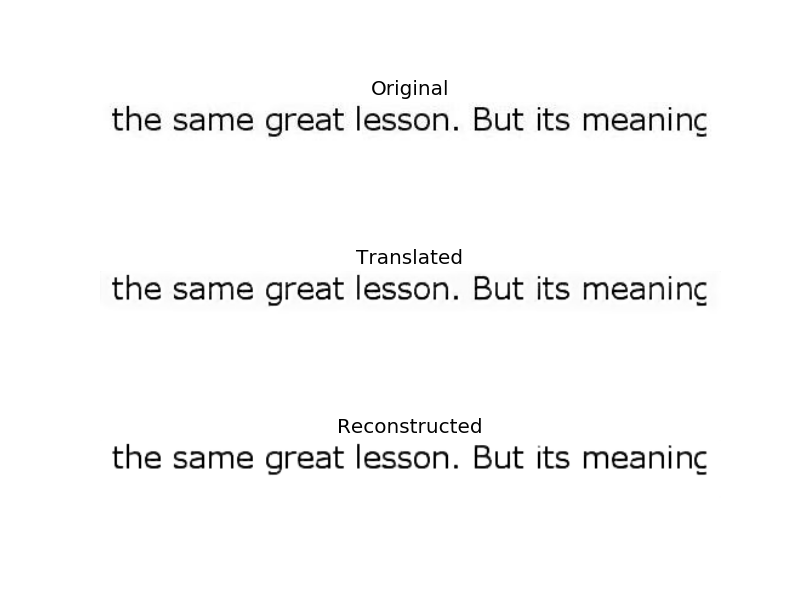 Original
the same great lesson. But its meaning
Translated
the same great lesson. But its meaning
Reconstructed
the same great lesson. But its meaning